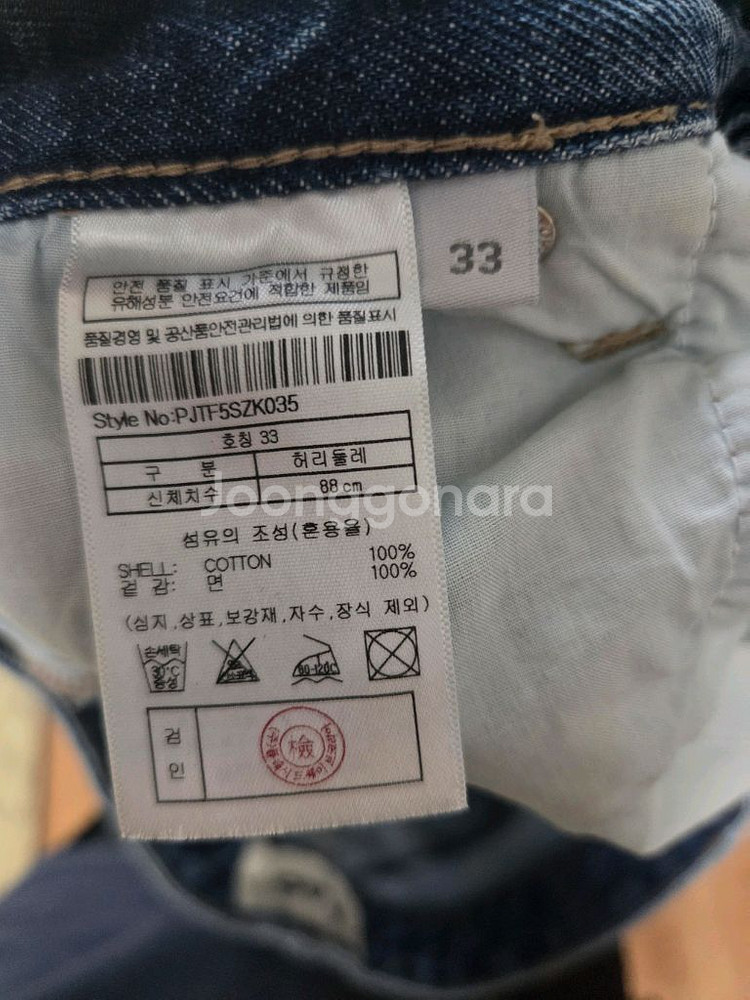 33
안전 품질 표시 기준에서 규정한
유해성분 안전요건에 적합한 제품임
품질경영 및 공산품안전관리법에 의한 품질표시
Style No:PJTF5SZK035
호칭 33
구 분 허리둘레
신체치수 88cm
Joonggonara
섬유의 조성(혼용율)
SHELL: COTTON 100%
겉 감: 면 100%
(심지,상표,보강재,자수,장식 제외)
손세탁
30°C
중성
80-120C
검
인
檢